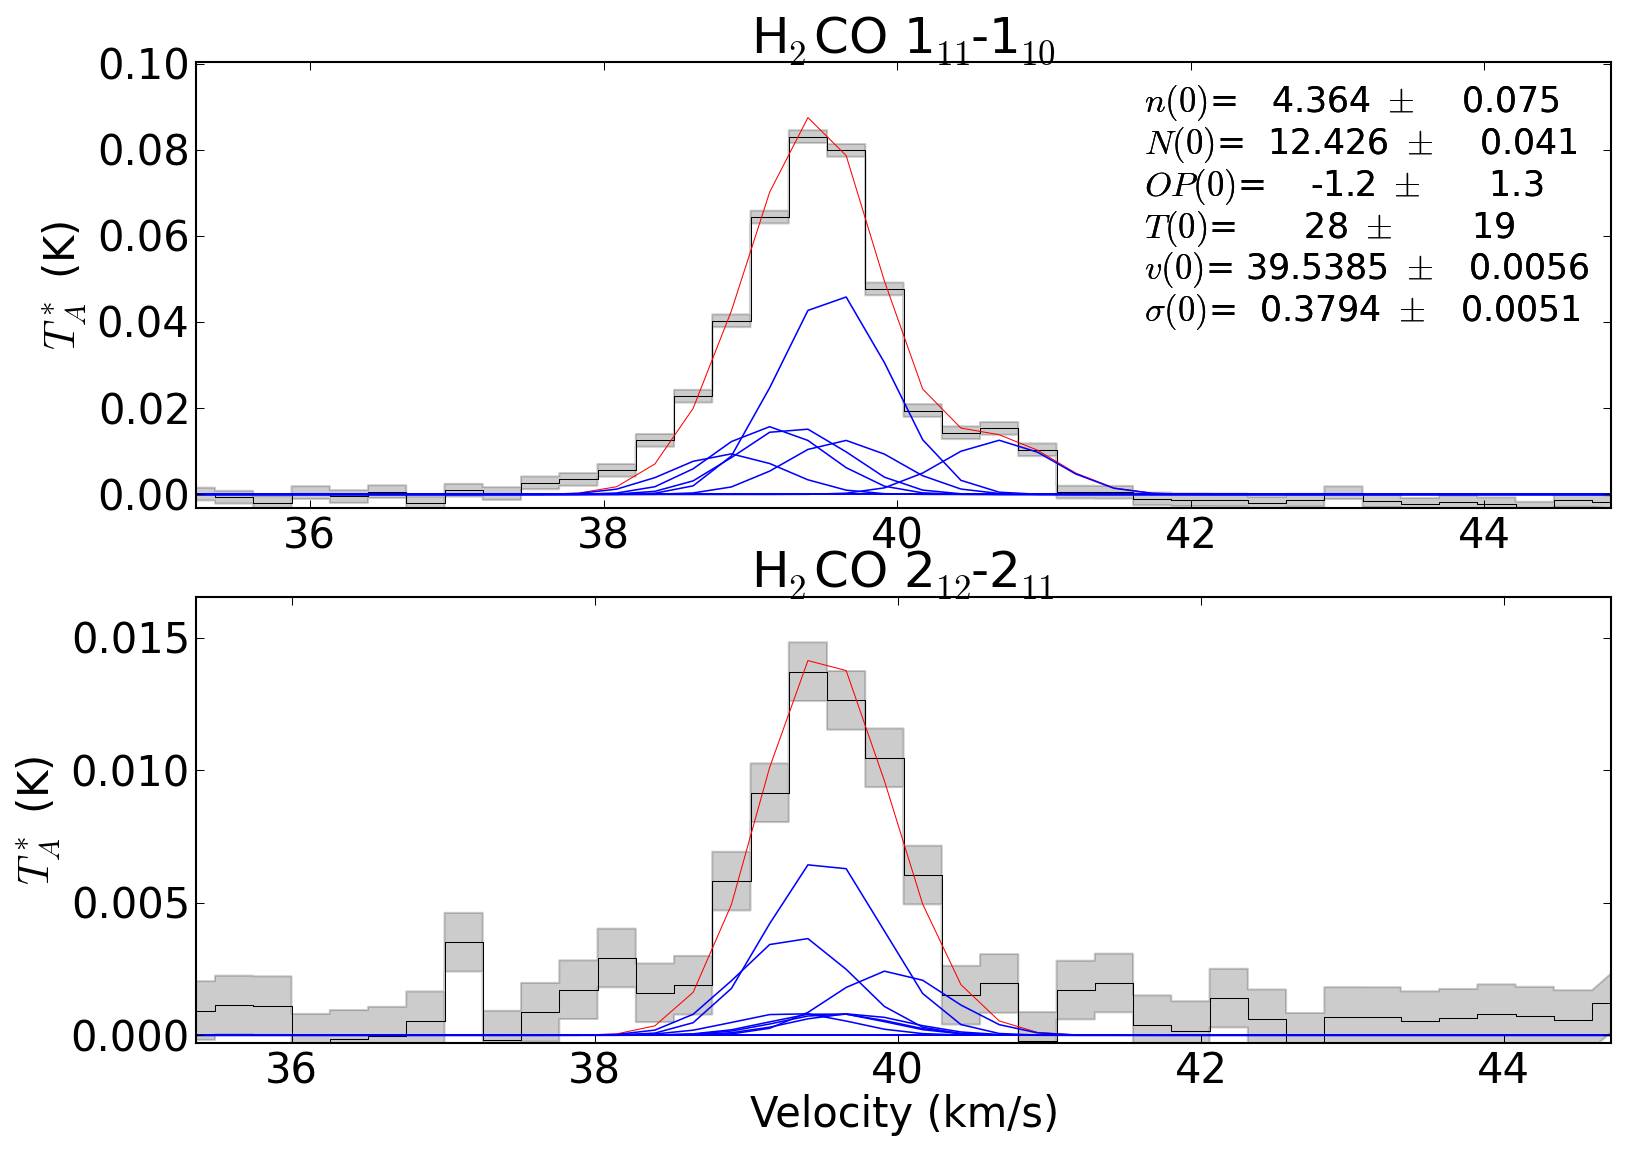 H₂CO 1₁₁-1₁₀
0.10
0.08
0.06
0.04
0.02
0.00
T*_A (K)
n(0)= 4.364 ± 0.075
N(0)= 12.426 ± 0.041
OP(0)= -1.2 ± 1.3
T(0)= 28 ± 19
v(0)= 39.5385 ± 0.0056
σ(0)= 0.3794 ± 0.0051
36 38 40 42 44
H₂CO 2₁₂-2₁₁
0.015
0.010
0.005
0.000
T*_A (K)
36 38 40 42 44
Velocity (km/s)